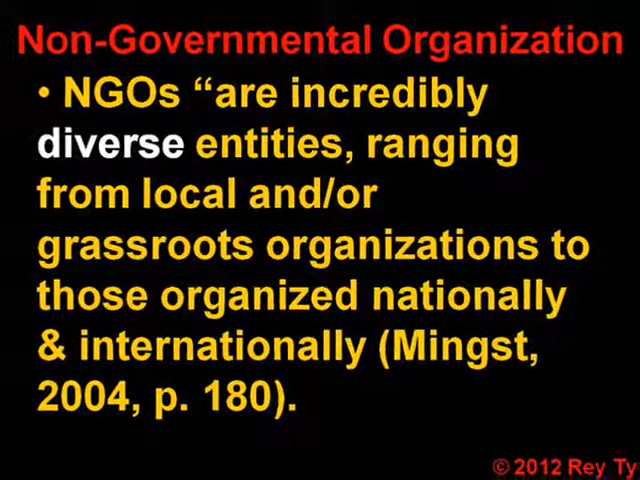 Non-Governmental Organization
• NGOs “are incredibly
diverse entities, ranging
from local and/or
grassroots organizations to
those organized nationally
& internationally (Mingst,
2004, p. 180).
© 2012 Rey Ty